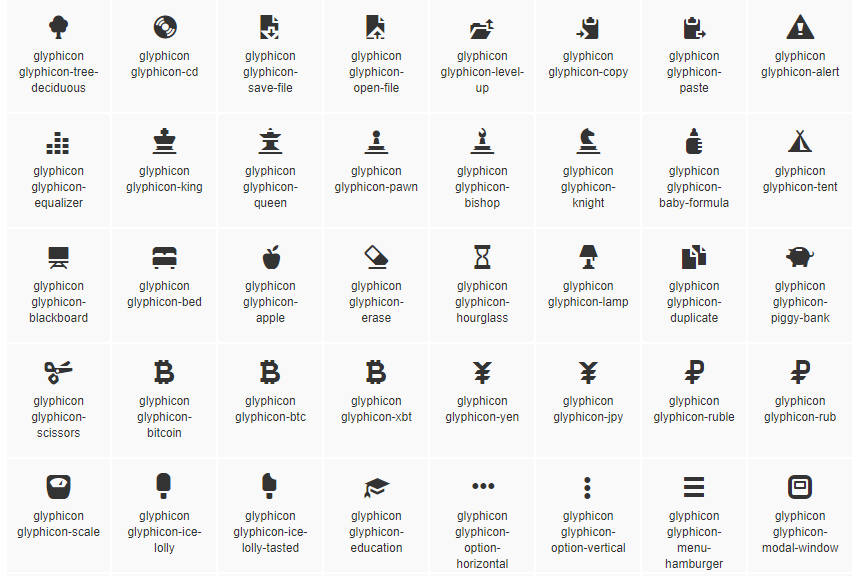 glyphicon
glyphicon-tree-
deciduous
glyphicon
glyphicon-cd
glyphicon
glyphicon-
save-file
glyphicon
glyphicon-
open-file
glyphicon
glyphicon-level-
up
glyphicon
glyphicon-copy
glyphicon
glyphicon-
paste
glyphicon
glyphicon-alert
glyphicon
glyphicon-
equalizer
glyphicon
glyphicon-king
glyphicon
glyphicon-
queen
glyphicon
glyphicon-pawn
glyphicon
glyphicon-
bishop
glyphicon
glyphicon-
knight
glyphicon
glyphicon-
baby-formula
glyphicon
glyphicon-tent
glyphicon
glyphicon-
blackboard
glyphicon
glyphicon-bed
glyphicon
glyphicon-
apple
glyphicon
glyphicon-
erase
glyphicon
glyphicon-
hourglass
glyphicon
glyphicon-lamp
glyphicon
glyphicon-
duplicate
glyphicon
glyphicon-
piggy-bank
glyphicon
glyphicon-
scissors
glyphicon
glyphicon-
bitcoin
glyphicon
glyphicon-btc
glyphicon
glyphicon-xbt
glyphicon
glyphicon-yen
glyphicon
glyphicon-jpy
glyphicon
glyphicon-ruble
glyphicon
glyphicon-rub
glyphicon
glyphicon-scale
glyphicon
glyphicon-ice-
lolly
glyphicon
glyphicon-ice-
lolly-tasted
glyphicon
glyphicon-
education
glyphicon
glyphicon-
option-
horizontal
glyphicon
glyphicon-
option-vertical
glyphicon
glyphicon-
menu-
hamburger
glyphicon
glyphicon-
modal-window